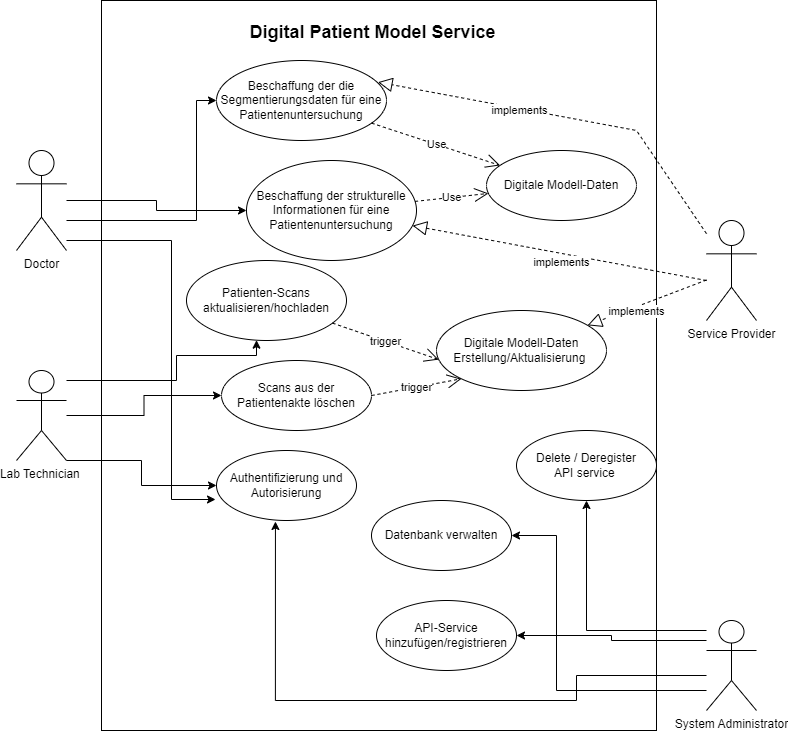 Digital Patient Model Service
Beschaffung der die
Segmentierungsdaten für eine
Patientenuntersuchung
implements
Use
Digitale Modell-Daten
Beschaffung der strukturelle
Informationen für eine
Patientenuntersuchung
Use
Doctor
implements
Patienten-Scans
aktualisieren/hochladen
implements
Service Provider
trigger
Digitale Modell-Daten
Erstellung/Aktualisierung
Scans aus der
Patientenakte löschen
trigger
Lab Technician
Authentifizierung und
Autorisierung
Delete / Deregister
API service
Datenbank verwalten
API-Service
hinzufügen/registrieren
System Administrator